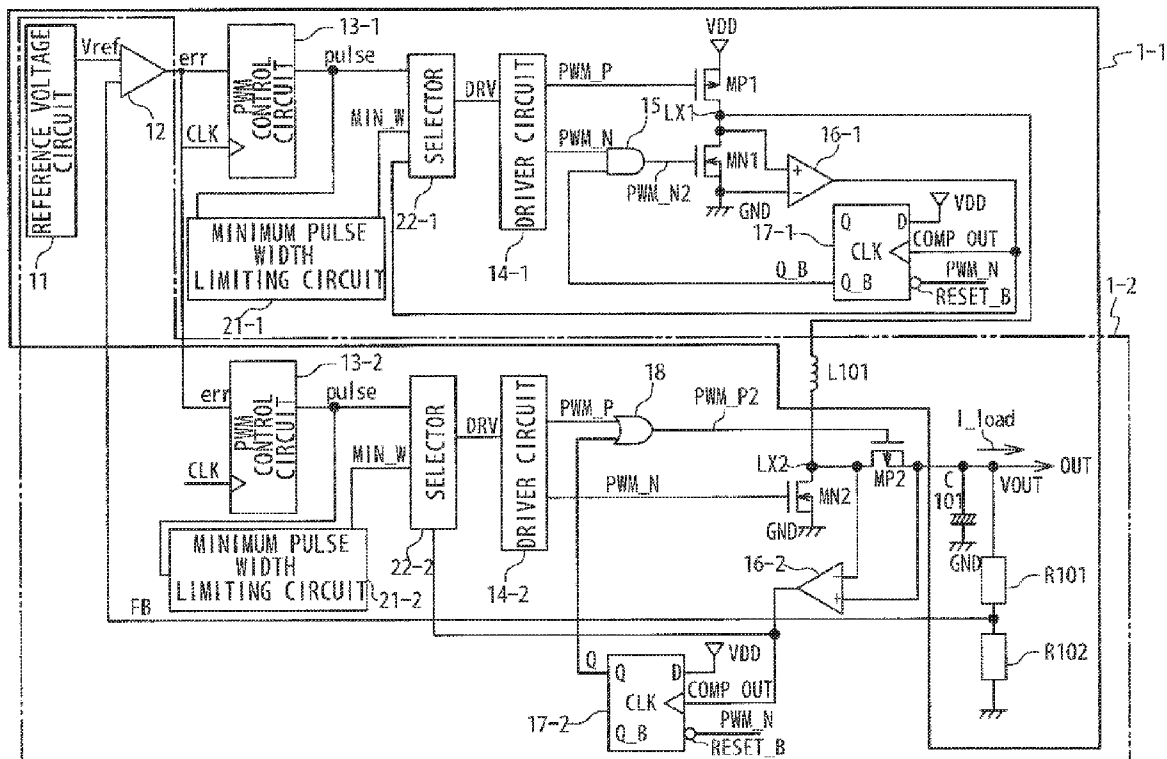 13-1
1-1
Vref
err
pulse
VDD
REFERENCE VOLTAGE CIRCUIT
12
PWM CONTROL CIRCUIT
CLK
MIN_W
SELECTOR
DRV
DRIVER CIRCUIT
PWM_P
MP1
LX1
15
PWM_N
PWM_N2
MN1
16-1
GND
VDD
22-1
14-1
17-1
Q
D
CLK
COMP OUT
Q_B
Q_B
PWM_N
RESET_B
11
MINIMUM PULSE
WIDTH
LIMITING CIRCUIT
21-1
1-2
13-2
err
pulse
L101
PWM CONTROL CIRCUIT
CLK
MIN_W
SELECTOR
DRV
DRIVER CIRCUIT
PWM_P
18
PWM_P2
I_load
OUT
VOUT
LX2
MP2
C
101
PWM_N
MN2
GND
GND
MINIMUM PULSE
WIDTH
LIMITING CIRCUIT
21-2
22-2
14-2
16-2
R101
FB
R102
Q
Q
D
VDD
CLK
COMP OUT
17-2
Q_B
PWM_N
RESET_B